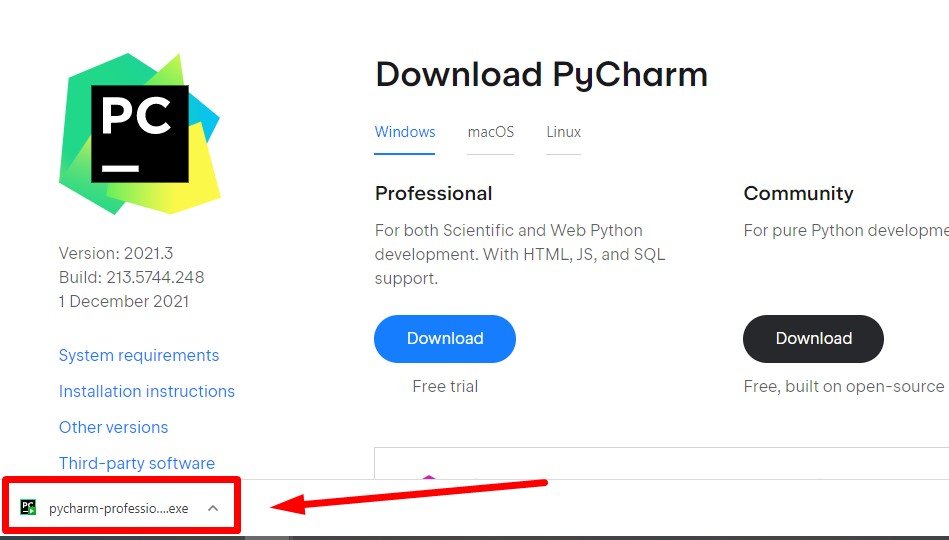 PC
Download PyCharm
Windows macOS Linux
Professional
For both Scientific and Web Python
development. With HTML, JS, and SQL
support.
Download
Free trial
Community
For pure Python developme
Download
Free, built on open-source
Version: 2021.3
Build: 213.5744.248
1 December 2021
System requirements
Installation instructions
Other versions
Third-party software
PC
pycharm-professio....exe